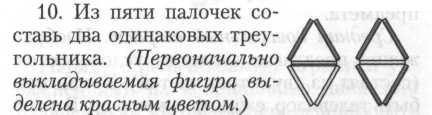 10. Из пяти палочек со-
ставь два одинаковых треу-
гольника. (Первоначально
выкладываемая фигура вы-
делена красным цветом.)